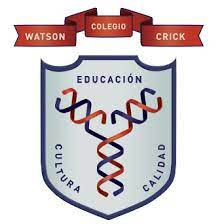 WATSON COLEGIO CRICK
EDUCACIÓN
CULTURA
CALIDAD